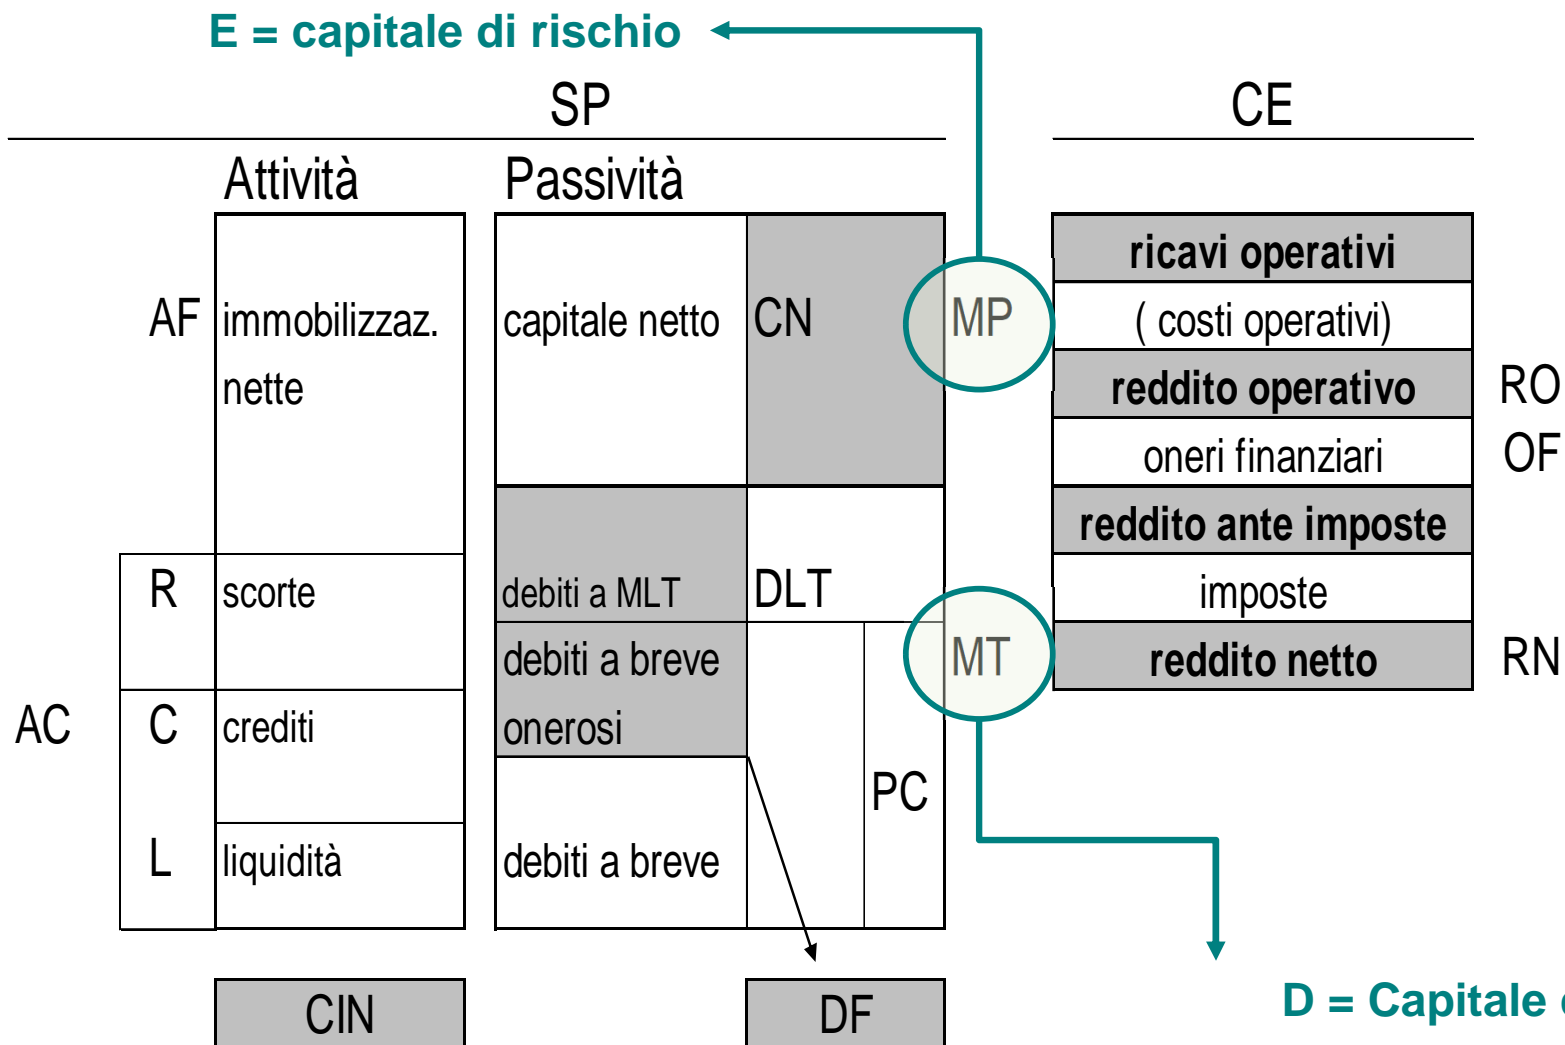 E = capitale di rischio
SP
CE
Attività
Passività
AF
immobilizzaz.
nette
capitale netto
CN
MP
ricavi operativi
( costi operativi)
reddito operativo
RO
oneri finanziari
OF
reddito ante imposte
imposte
reddito netto
RN
R
scorte
debiti a MLT
DLT
debiti a breve
onerosi
MT
AC
C
crediti
PC
L
liquidità
debiti a breve
CIN
DF
D = Capitale